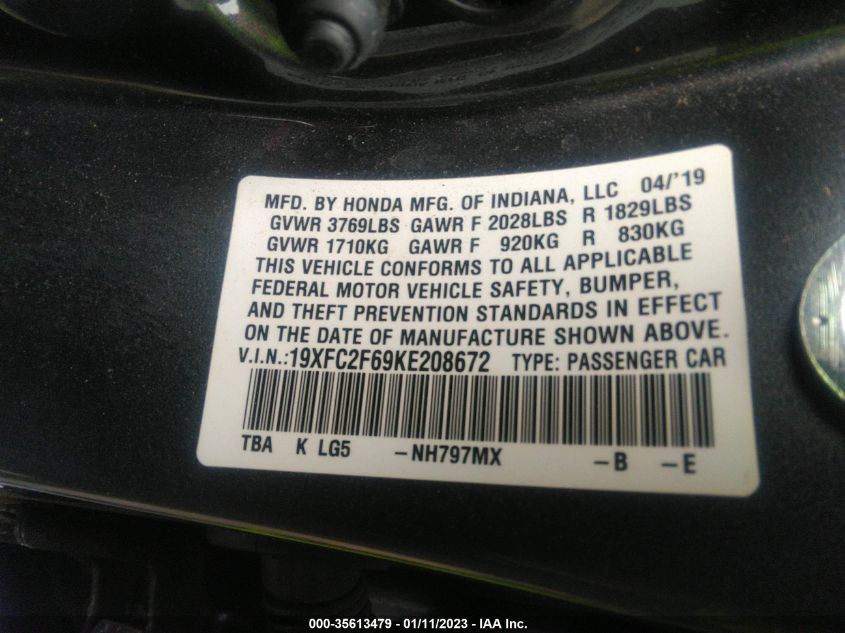 MFD. BY HONDA MFG. OF INDIANA, LLC 04/'19
GVWR 3769LBS GAWR F 2028LBS R 1829LBS
GVWR 1710KG GAWR F 920KG R 830KG
THIS VEHICLE CONFORMS TO ALL APPLICABLE
FEDERAL MOTOR VEHICLE SAFETY, BUMPER,
AND THEFT PREVENTION STANDARDS IN EFFECT
ON THE DATE OF MANUFACTURE SHOWN ABOVE.
V.I.N.:19XFC2F69KE208672 TYPE: PASSENGER CAR
TBA K LG5 -NH797MX -B -E
000-35613479 - 01/11/2023 - IAA Inc.